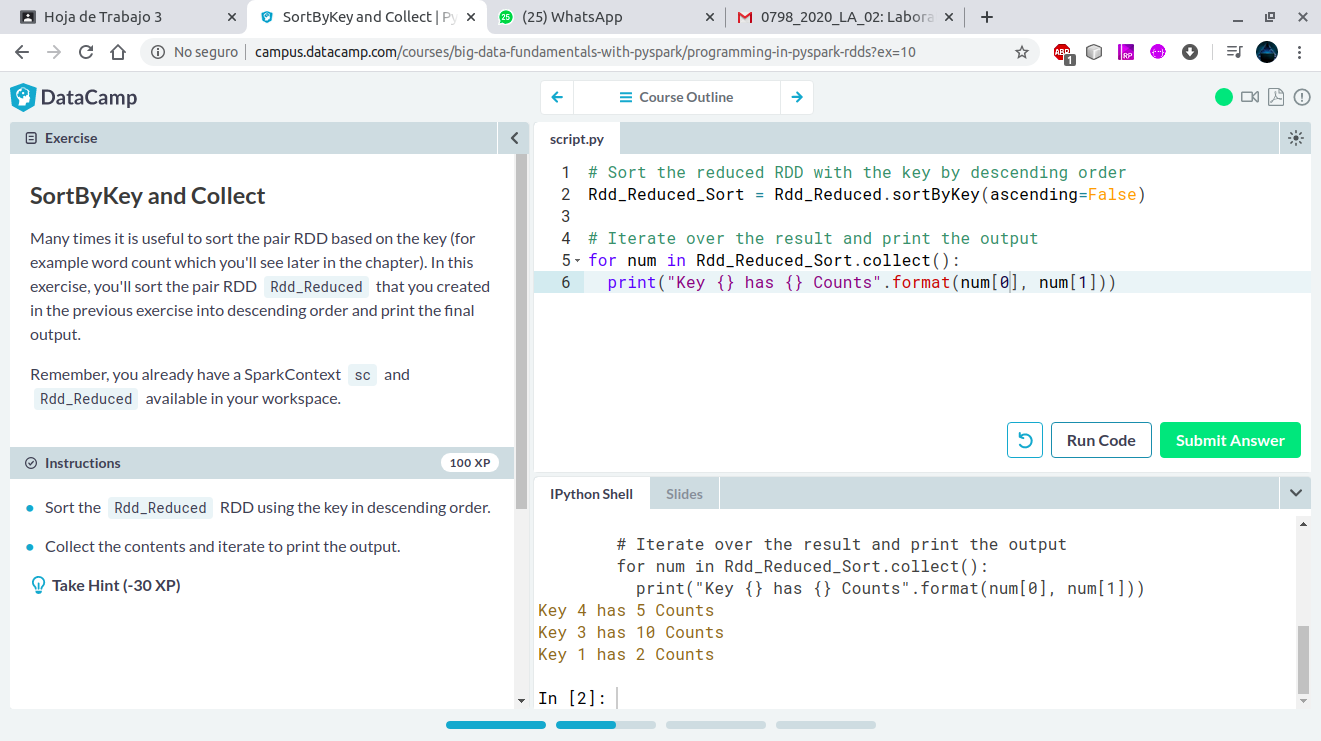 Hoja de Trabajo 3
SortByKey and Collect | Py
(25) WhatsApp
0798_2020_LA_02: Labora
No seguro
campus.datacamp.com/courses/big-data-fundamentals-with-pyspark/programming-in-pyspark-rdds?ex=10
ABP
1
RP
DataCamp
Course Outline
Exercise
script.py
SortByKey and Collect
Many times it is useful to sort the pair RDD based on the key (for
example word count which you'll see later in the chapter). In this
exercise, you'll sort the pair RDD Rdd_Reduced that you created
in the previous exercise into descending order and print the final
output.
Remember, you already have a SparkContext sc and
Rdd_Reduced available in your workspace.
Instructions
100 XP
Sort the Rdd_Reduced RDD using the key in descending order.
Collect the contents and iterate to print the output.
Take Hint (-30 XP)
1 # Sort the reduced RDD with the key by descending order
2 Rdd_Reduced_Sort = Rdd_Reduced.sortByKey(ascending=False)
3
4 # Iterate over the result and print the output
5 for num in Rdd_Reduced_Sort.collect():
6 print("Key {} has {} Counts".format(num[0], num[1]))
Run Code
Submit Answer
IPython Shell
Slides
# Iterate over the result and print the output
for num in Rdd_Reduced_Sort.collect():
print("Key {} has {} Counts".format(num[0], num[1]))
Key 4 has 5 Counts
Key 3 has 10 Counts
Key 1 has 2 Counts
In [2]: